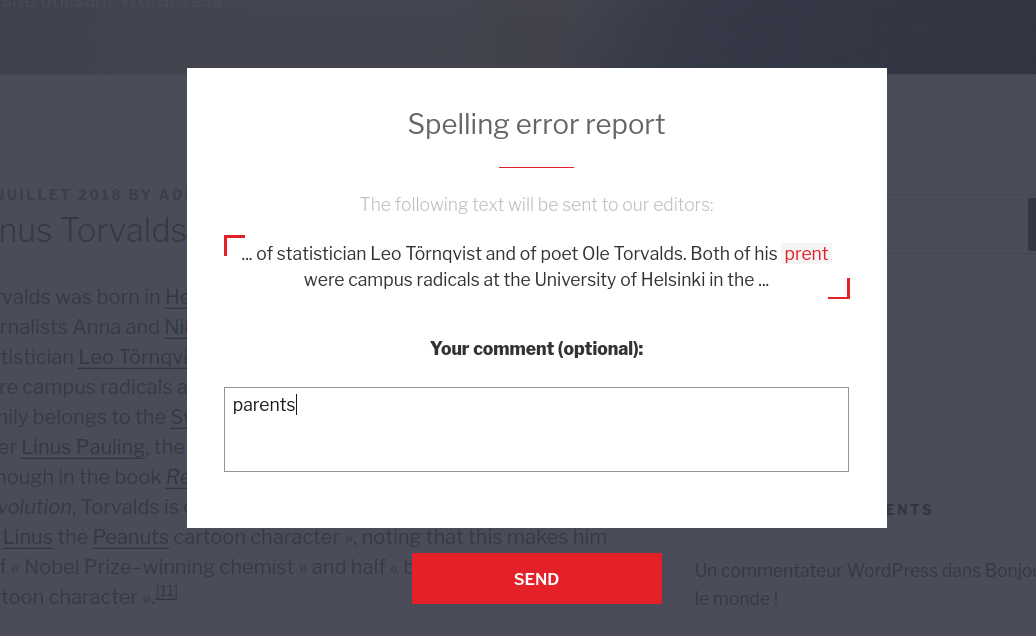 site utilisant WordPress
Spelling error report
The following text will be sent to our editors:
... of statistician Leo Törnqvist and of poet Ole Torvalds. Both of his prent
were campus radicals at the University of Helsinki in the ...
Your comment (optional):
parents
SEND
JUILLET 2018 BY AD
nus Torvalds
rvalds was born in He
rnalists Anna and Ni
tistician Leo Törnqvi
re campus radicals a
nily belongs to the Sw
er Linus Pauling, the
hough in the book Re
volution, Torvalds is
Linus the Peanuts cartoon character », noting that this makes him
f « Nobel Prize–winning chemist » and half « b
toon character ».[11]
ENTS
Un commentateur WordPress dans Bonjou
le monde !